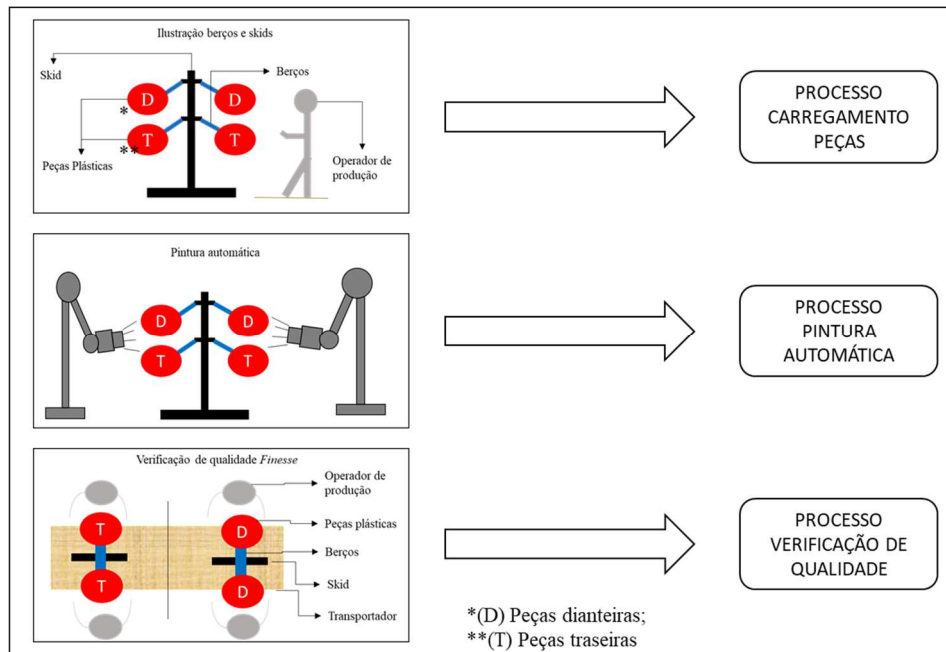 Ilustração berços e skids
Skid
Berços
D
D
*
T
T
**
Peças Plásticas
Operador de
produção
PROCESSO
CARREGAMENTO
PEÇAS
Pintura automática
D
D
T
T
PROCESSO
PINTURA
AUTOMÁTICA
Verificação de qualidade Finesse
Operador de
produção
T
D
Peças plásticas
Berços
T
D
Skid
Transportador
PROCESSO
VERIFICAÇÃO DE
QUALIDADE
*(D) Peças dianteiras;
**(T) Peças traseiras